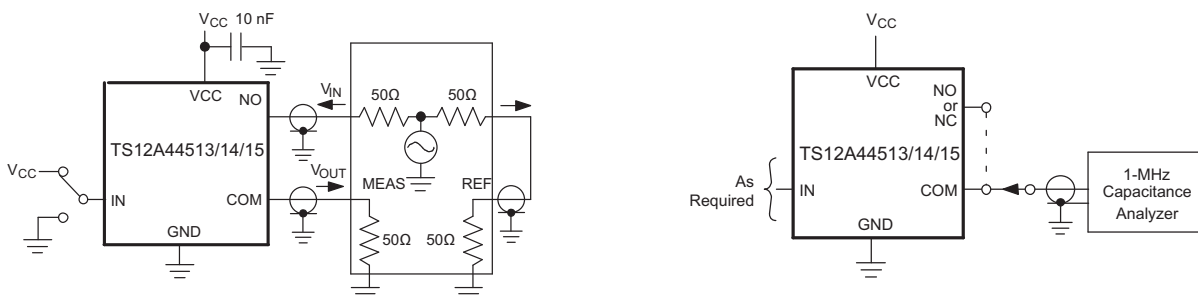 VCC 10 nF
VCC
NO
VIN
50Ω
50Ω
TS12A44513/14/15
VCC
IN
COM
VOUT
MEAS
REF
GND
50Ω
50Ω
VCC
VCC
NO
or
NC
TS12A44513/14/15
As
Required
IN
COM
GND
1-MHz
Capacitance
Analyzer